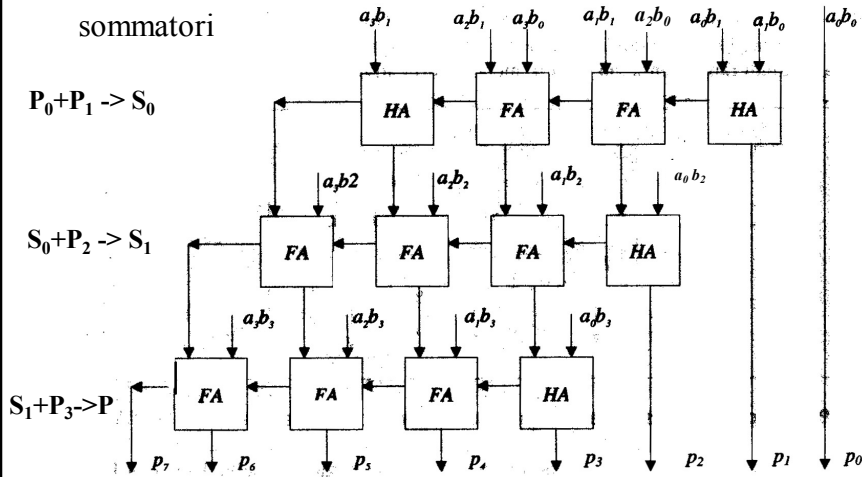 sommatori
a₃b₁ a₂b₁ a₃b₀ a₁b₁ a₂b₀ a₀b₁ a₁b₀ a₀b₀
P₀+P₁ -> S₀
HA FA FA HA
a₃b2 a₂b₂ a₁b₂ a₀b₂
S₀+P₂ -> S₁
FA FA FA HA
a₃b₃ a₂b₃ a₁b₃ a₀b₃
S₁+P₃->P
FA FA FA HA
p₇ p₆ p₅ p₄ p₃ p₂ p₁ p₀